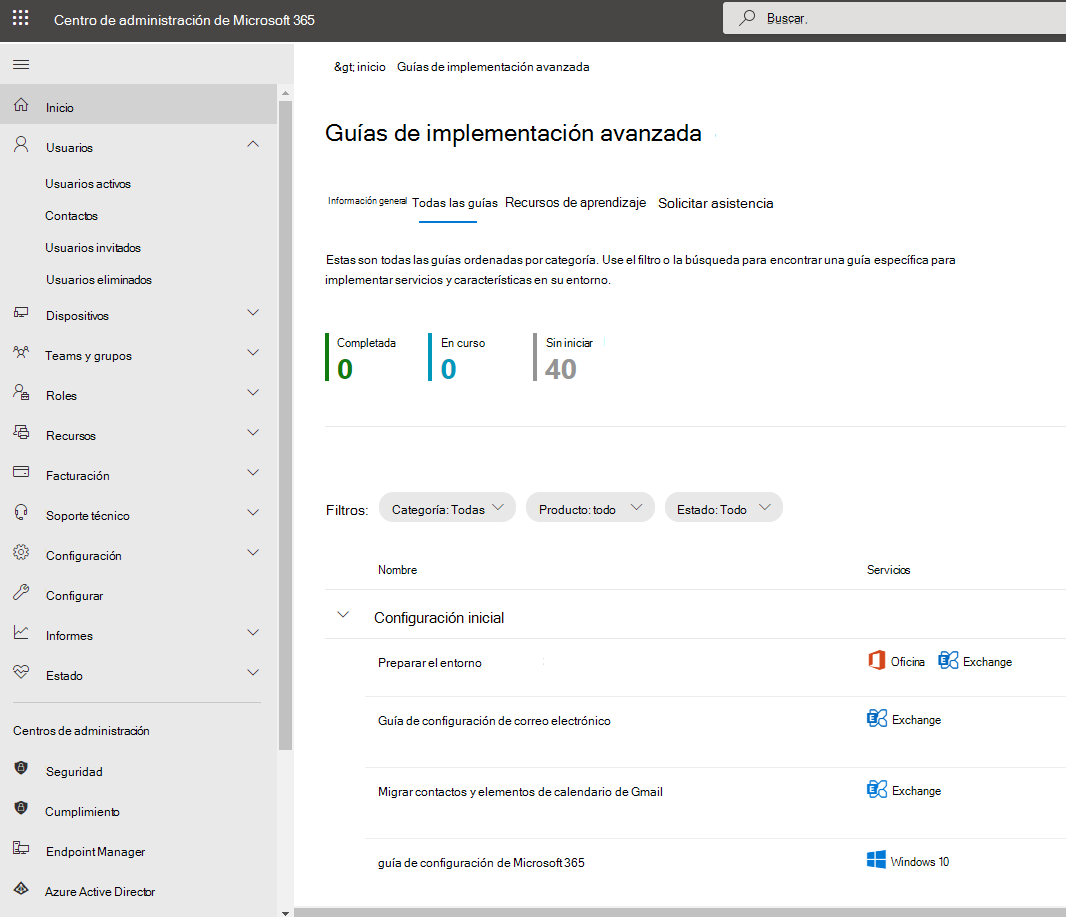 Centro de administración de Microsoft 365
Buscar.
Inicio
Usuarios
Usuarios activos
Contactos
Usuarios invitados
Usuarios eliminados
Dispositivos
Teams y grupos
Roles
Recursos
Facturación
Soporte técnico
Configuración
Configurar
Informes
Estado
Centros de administración
Seguridad
Cumplimiento
Endpoint Manager
Azure Active Director
&gt; inicio Guías de implementación avanzada
Guías de implementación avanzada
Información general Todas las guías Recursos de aprendizaje Solicitar asistencia
Estas son todas las guías ordenadas por categoría. Use el filtro o la búsqueda para encontrar una guía específica para
implementar servicios y características en su entorno.
Completada En curso Sin iniciar
0 0 40
Filtros: Categoría: Todas Producto: todo Estado: Todo
Nombre Servicios
Configuración inicial
Preparar el entorno Oficina Exchange
Guía de configuración de correo electrónico Exchange
Migrar contactos y elementos de calendario de Gmail Exchange
guía de configuración de Microsoft 365 Windows 10